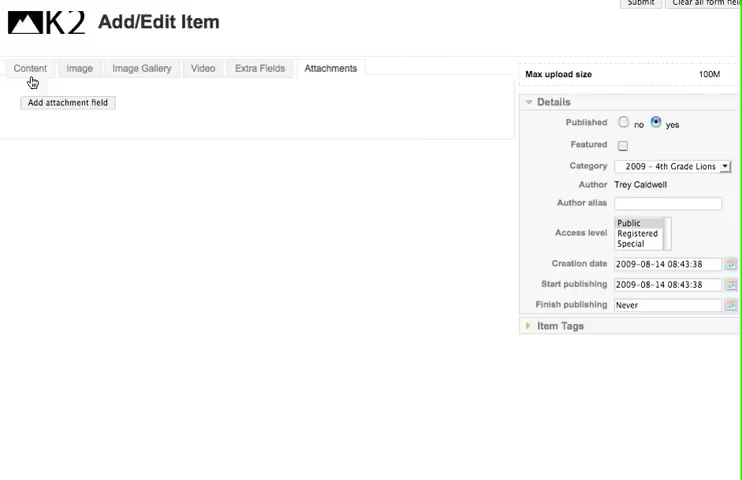 Submit Clear all form fiel
K2 Add/Edit Item
Content Image Image Gallery Video Extra Fields Attachments
Add attachment field
Max upload size 100M
Details
Published no yes
Featured
Category 2009 - 4th Grade Lions
Author Trey Caldwell
Author alias
Access level Public
Registered
Special
Creation date 2009-08-14 08:43:38
Start publishing 2009-08-14 08:43:38
Finish publishing Never
Item Tags